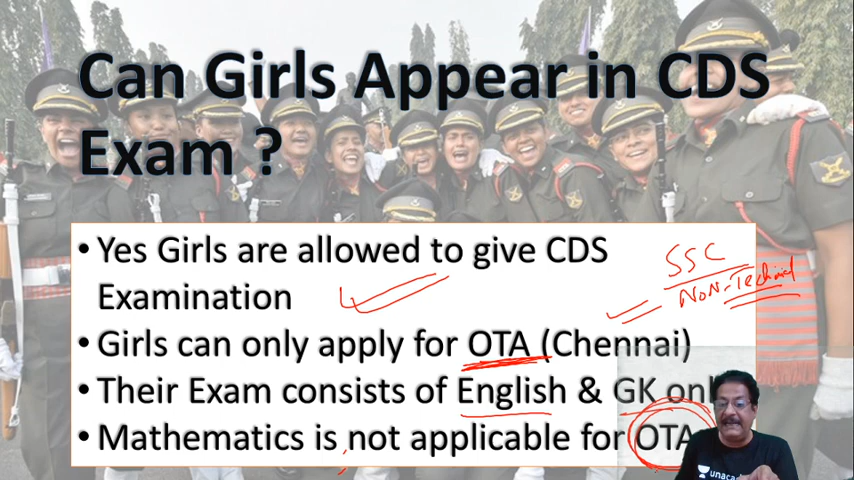 Can Girls Appear in CDS
Exam ?
• Yes Girls are allowed to give CDS
Examination
SSC
Non-Technical
• Girls can only apply for OTA (Chennai)
• Their Exam consists of English & GK
• Mathematics is not applicable for OTA